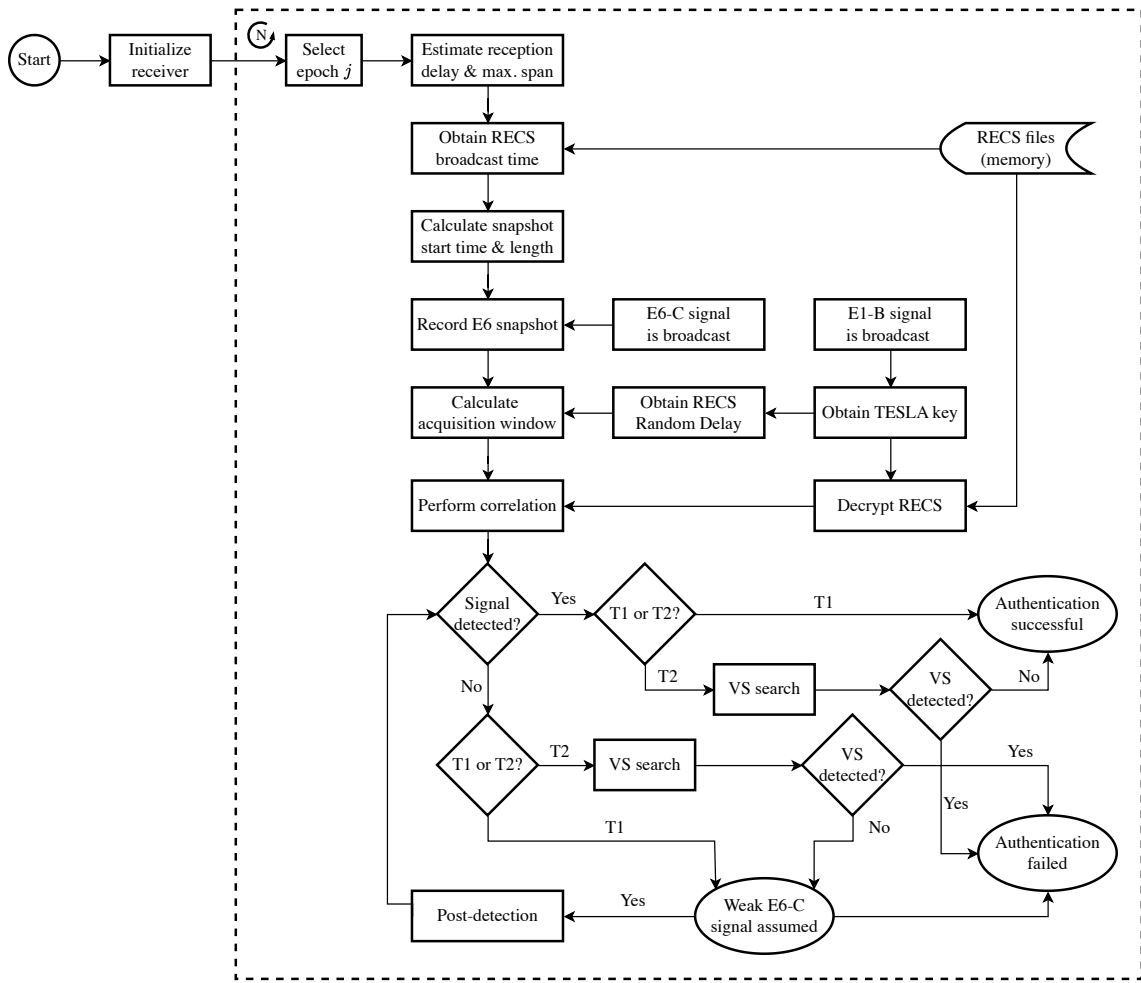 N
Start
Initialize
receiver
Select
epoch j
Estimate reception
delay & max. span
Obtain RECS
broadcast time
RECS files
(memory)
Calculate snapshot
start time & length
Record E6 snapshot
E6-C signal
is broadcast
E1-B signal
is broadcast
Calculate
acquisition window
Obtain RECS
Random Delay
Obtain TESLA key
Perform correlation
Decrypt RECS
Signal
detected?
Yes
T1 or T2?
T1
Authentication
successful
No
T2
VS search
VS
detected?
No
T1 or T2?
T2
VS search
VS
detected?
Yes
Yes
T1
No
Authentication
failed
Post-detection
Yes
Weak E6-C
signal assumed